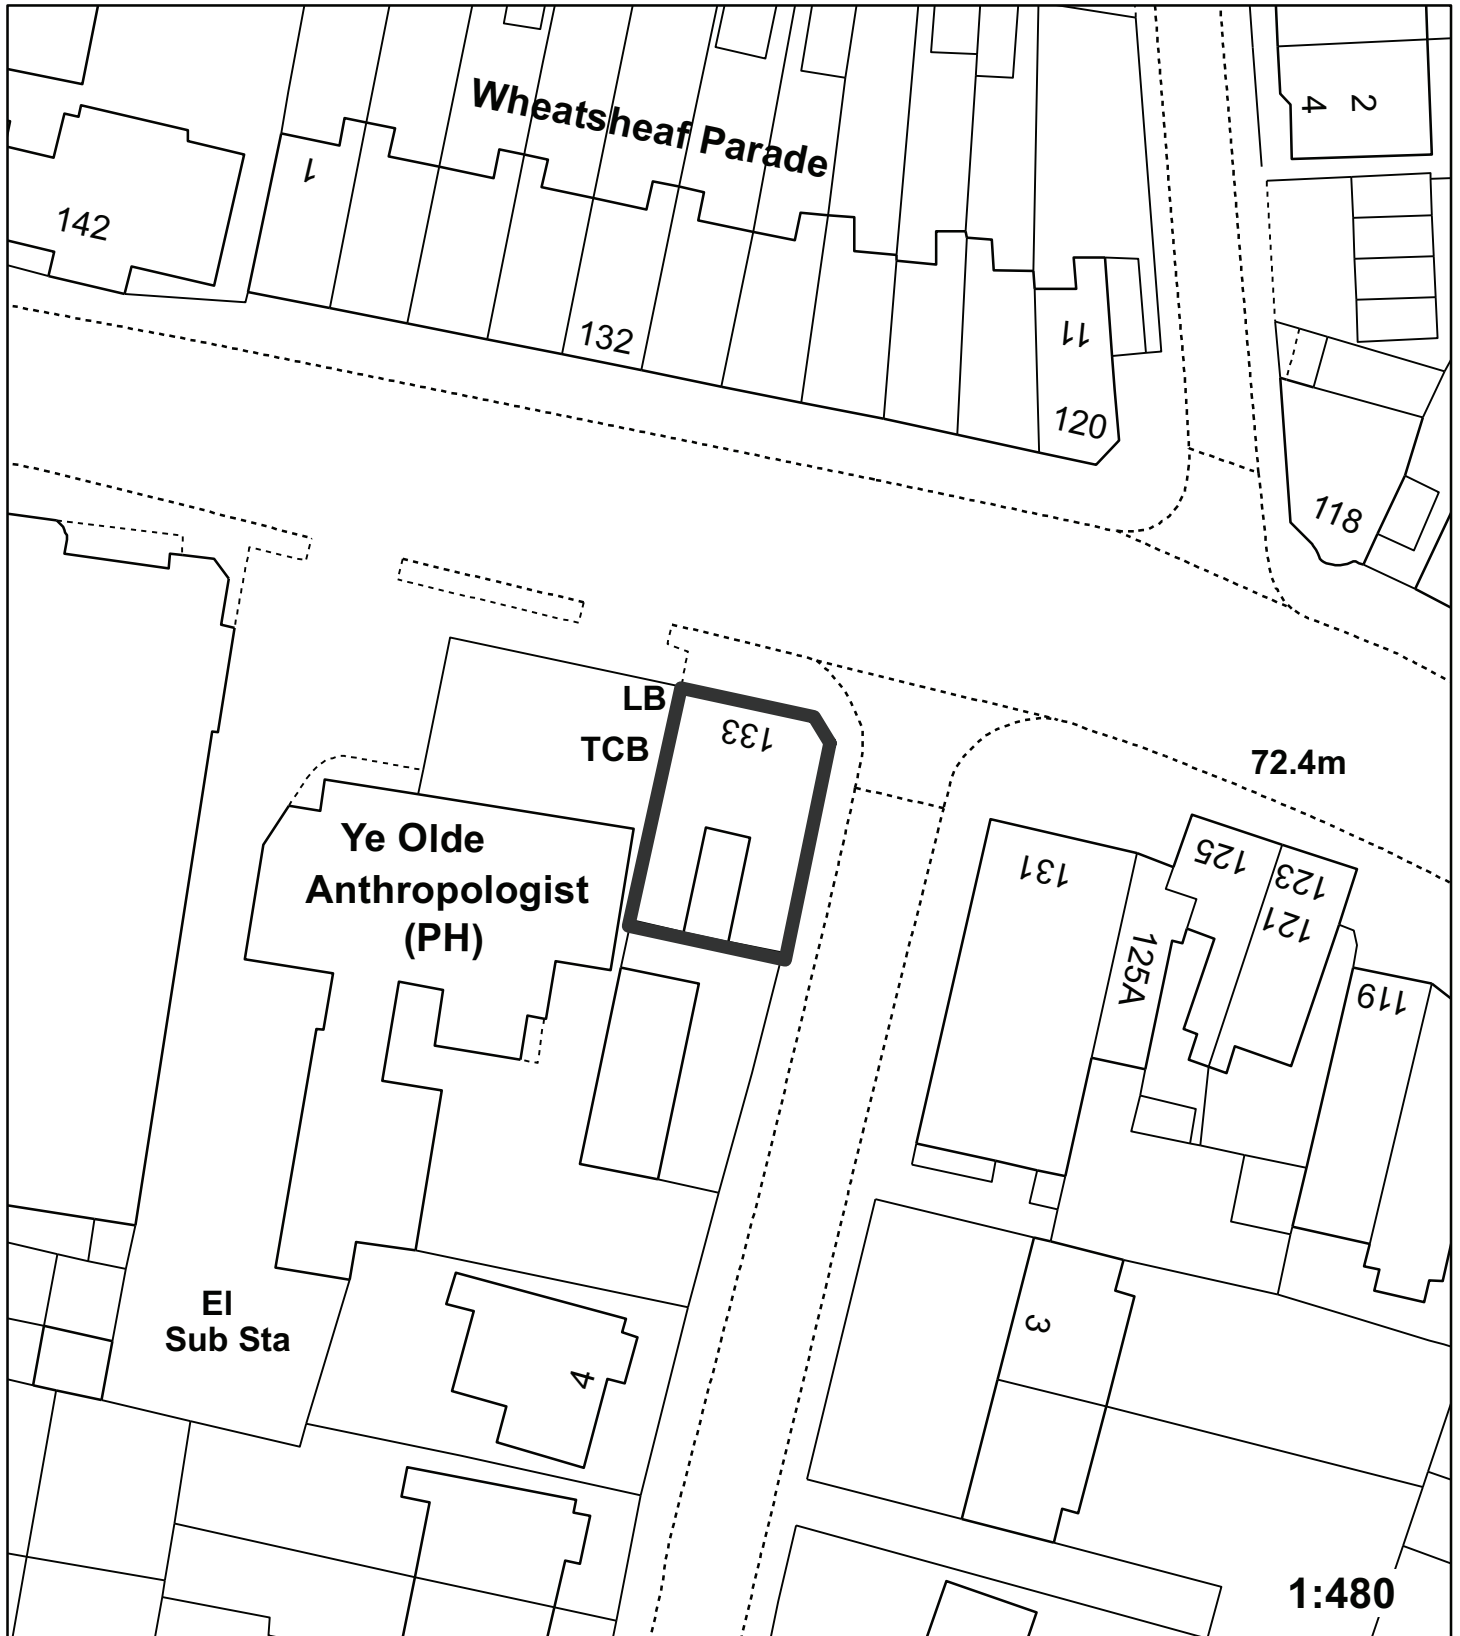 Wheatsheaf Parade
4
2
1
142
132
11
120
118
LB
133
TCB
72.4m
Ye Olde
Anthropologist
(PH)
131
125
123
121
125A
119
El
Sub Sta
3
4
1:480